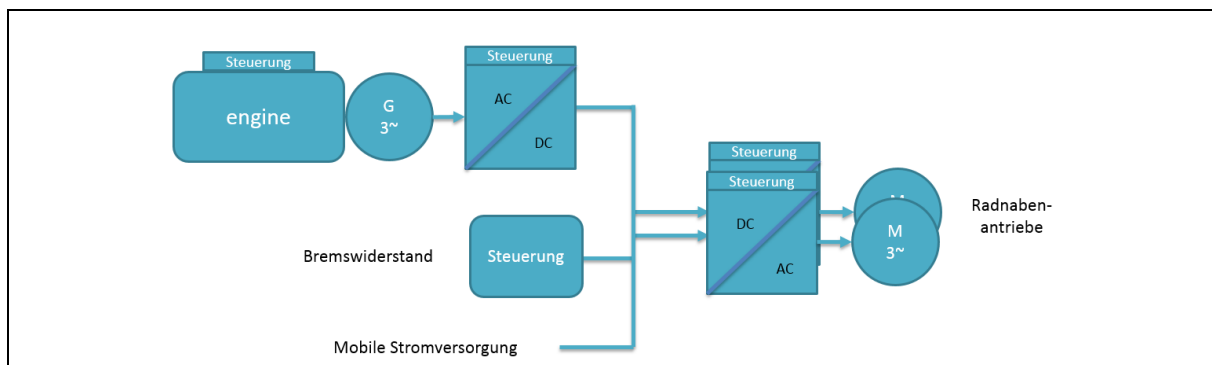 Steuerung
engine
G
3~
Steuerung
AC
DC
Steuerung
Steuerung
DC
AC
M
3~
Radnaben-
antriebe
Bremswiderstand
Steuerung
Mobile Stromversorgung